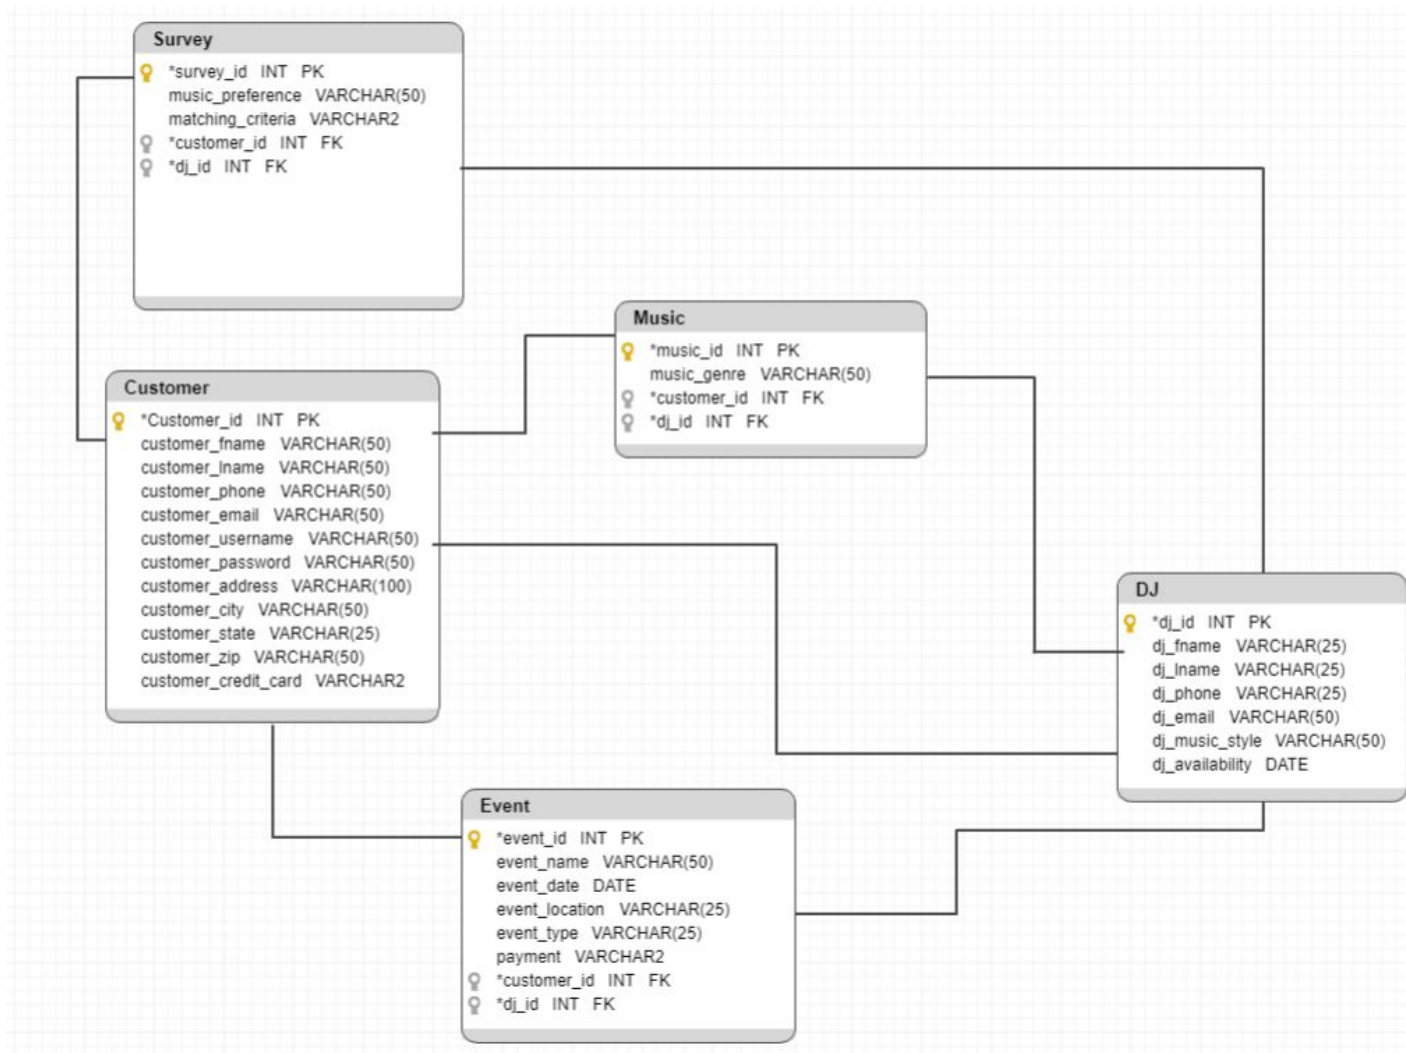 Survey
*survey_id INT PK
music_preference VARCHAR(50)
matching_criteria VARCHAR2
*customer_id INT FK
*dj_id INT FK
Music
*music_id INT PK
music_genre VARCHAR(50)
*customer_id INT FK
*dj_id INT FK
Customer
*Customer_id INT PK
customer_fname VARCHAR(50)
customer_lname VARCHAR(50)
customer_phone VARCHAR(50)
customer_email VARCHAR(50)
customer_username VARCHAR(50)
customer_password VARCHAR(50)
customer_address VARCHAR(100)
customer_city VARCHAR(50)
customer_state VARCHAR(25)
customer_zip VARCHAR(50)
customer_credit_card VARCHAR2
DJ
*dj_id INT PK
dj_fname VARCHAR(25)
dj_lname VARCHAR(25)
dj_phone VARCHAR(25)
dj_email VARCHAR(50)
dj_music_style VARCHAR(50)
dj_availability DATE
Event
*event_id INT PK
event_name VARCHAR(50)
event_date DATE
event_location VARCHAR(25)
event_type VARCHAR(25)
payment VARCHAR2
*customer_id INT FK
*dj_id INT FK